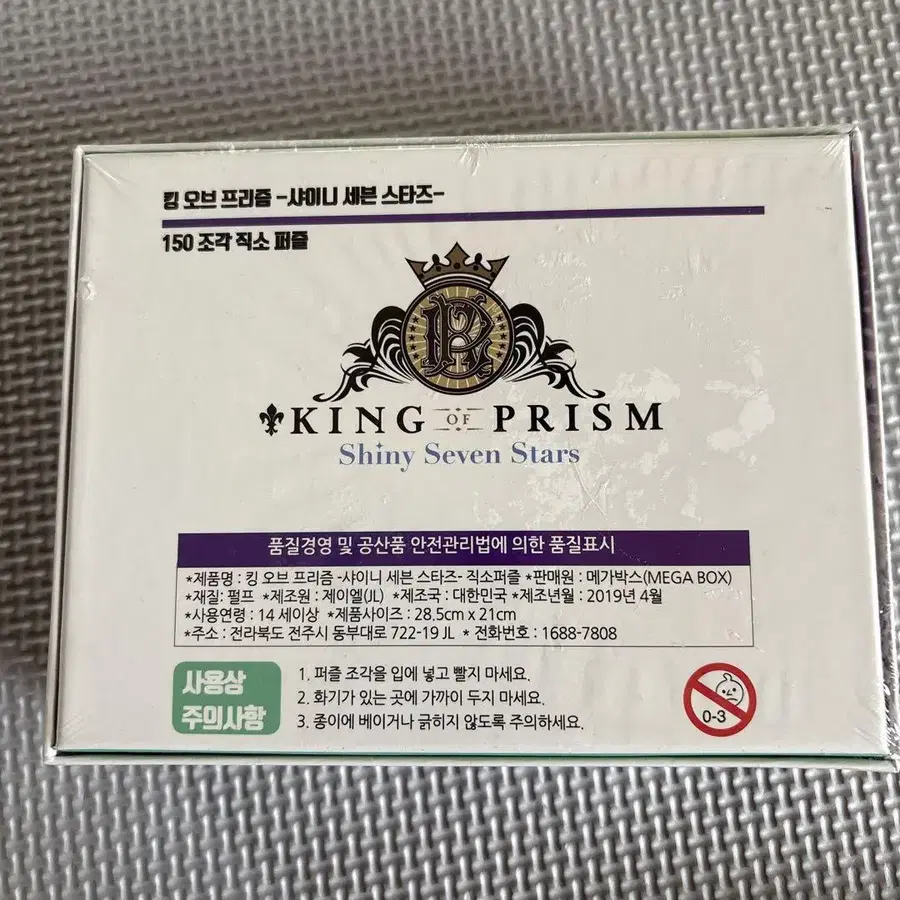 킹 오브 프리즘 -샤이니 세븐 스타즈-
150 조각 직소 퍼즐
KING OF PRISM
Shiny Seven Stars
품질경영 및 공산품 안전관리법에 의한 품질표시
*제품명 : 킹 오브 프리즘 -샤이니 세븐 스타즈- 직소퍼즐 *판매원 : 메가박스(MEGA BOX)
*재질: 펄프 *제조원 : 제이엘(JL) *제조국 : 대한민국 *제조년월 : 2019년 4월
*사용연령 : 14 세이상 *제품사이즈 : 28.5cm x 21cm
*주소 : 전라북도 전주시 동부대로 722-19 JL * 전화번호 : 1688-7808
사용상
주의사항
1. 퍼즐 조각을 입에 넣고 빨지 마세요.
2. 화기가 있는 곳에 가까이 두지 마세요.
3. 종이에 베이거나 긁히지 않도록 주의하세요.
0-3